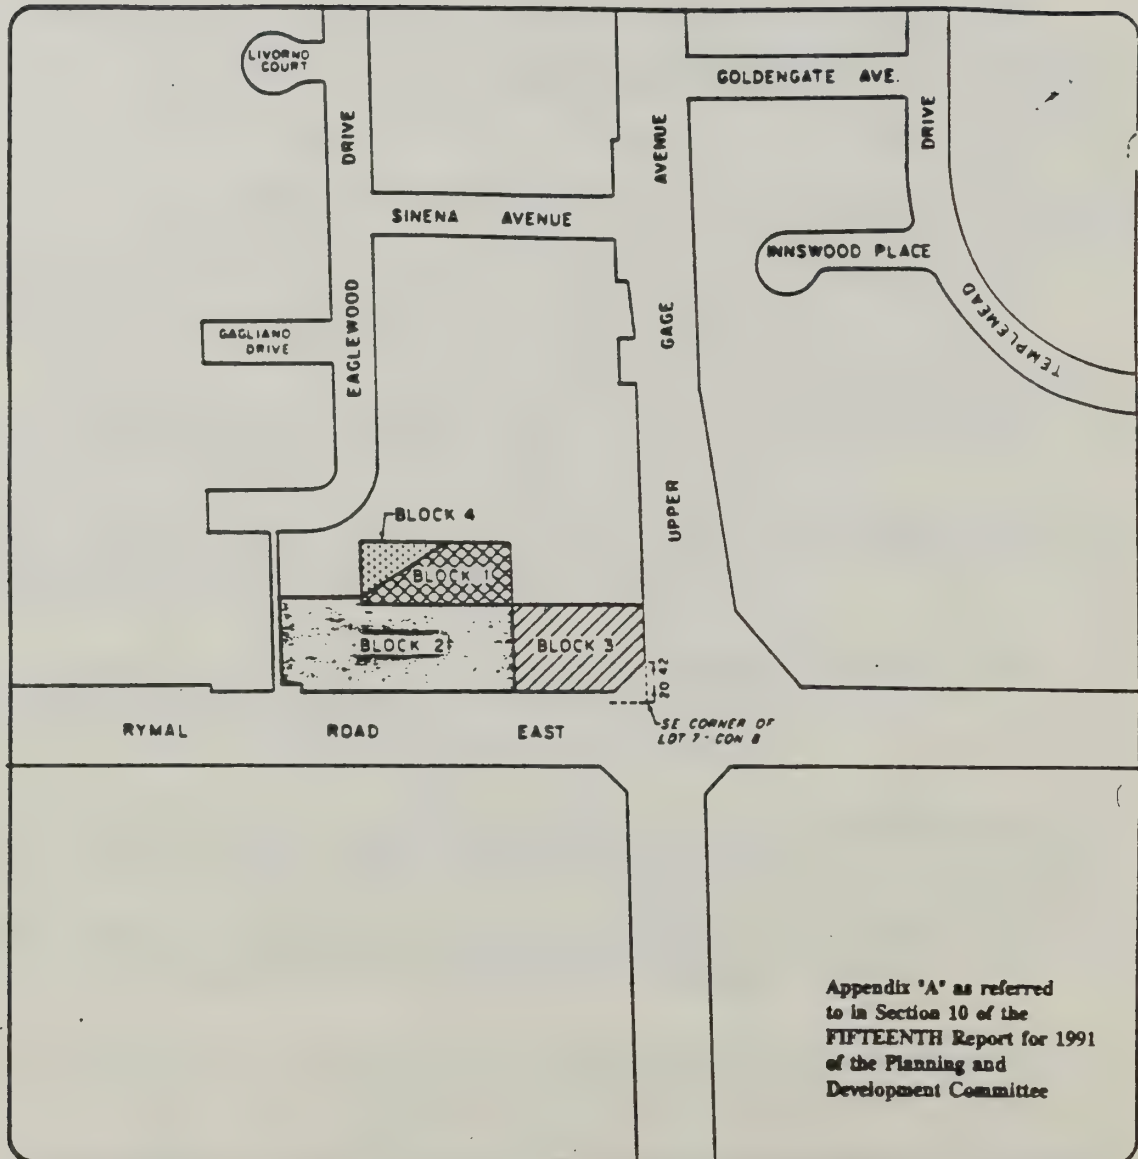 LIVORNO
COURT
DRIVE
GOLDENGATE AVE.
AVENUE
DRIVE
SINENA AVENUE
INNSWOOD PLACE
TEMPLEMEAD
GAGLIANO
DRIVE
EAGLEWOOD
GAGE
UPPER
BLOCK 4
BLOCK 1
BLOCK 2
BLOCK 3
20 42
RYMAL ROAD EAST
SE CORNER OF
LOT 7 - CON 8
Appendix "A" as referred
to in Section 10 of the
FIFTEENTH Report for 1991
of the Planning and
Development Committee